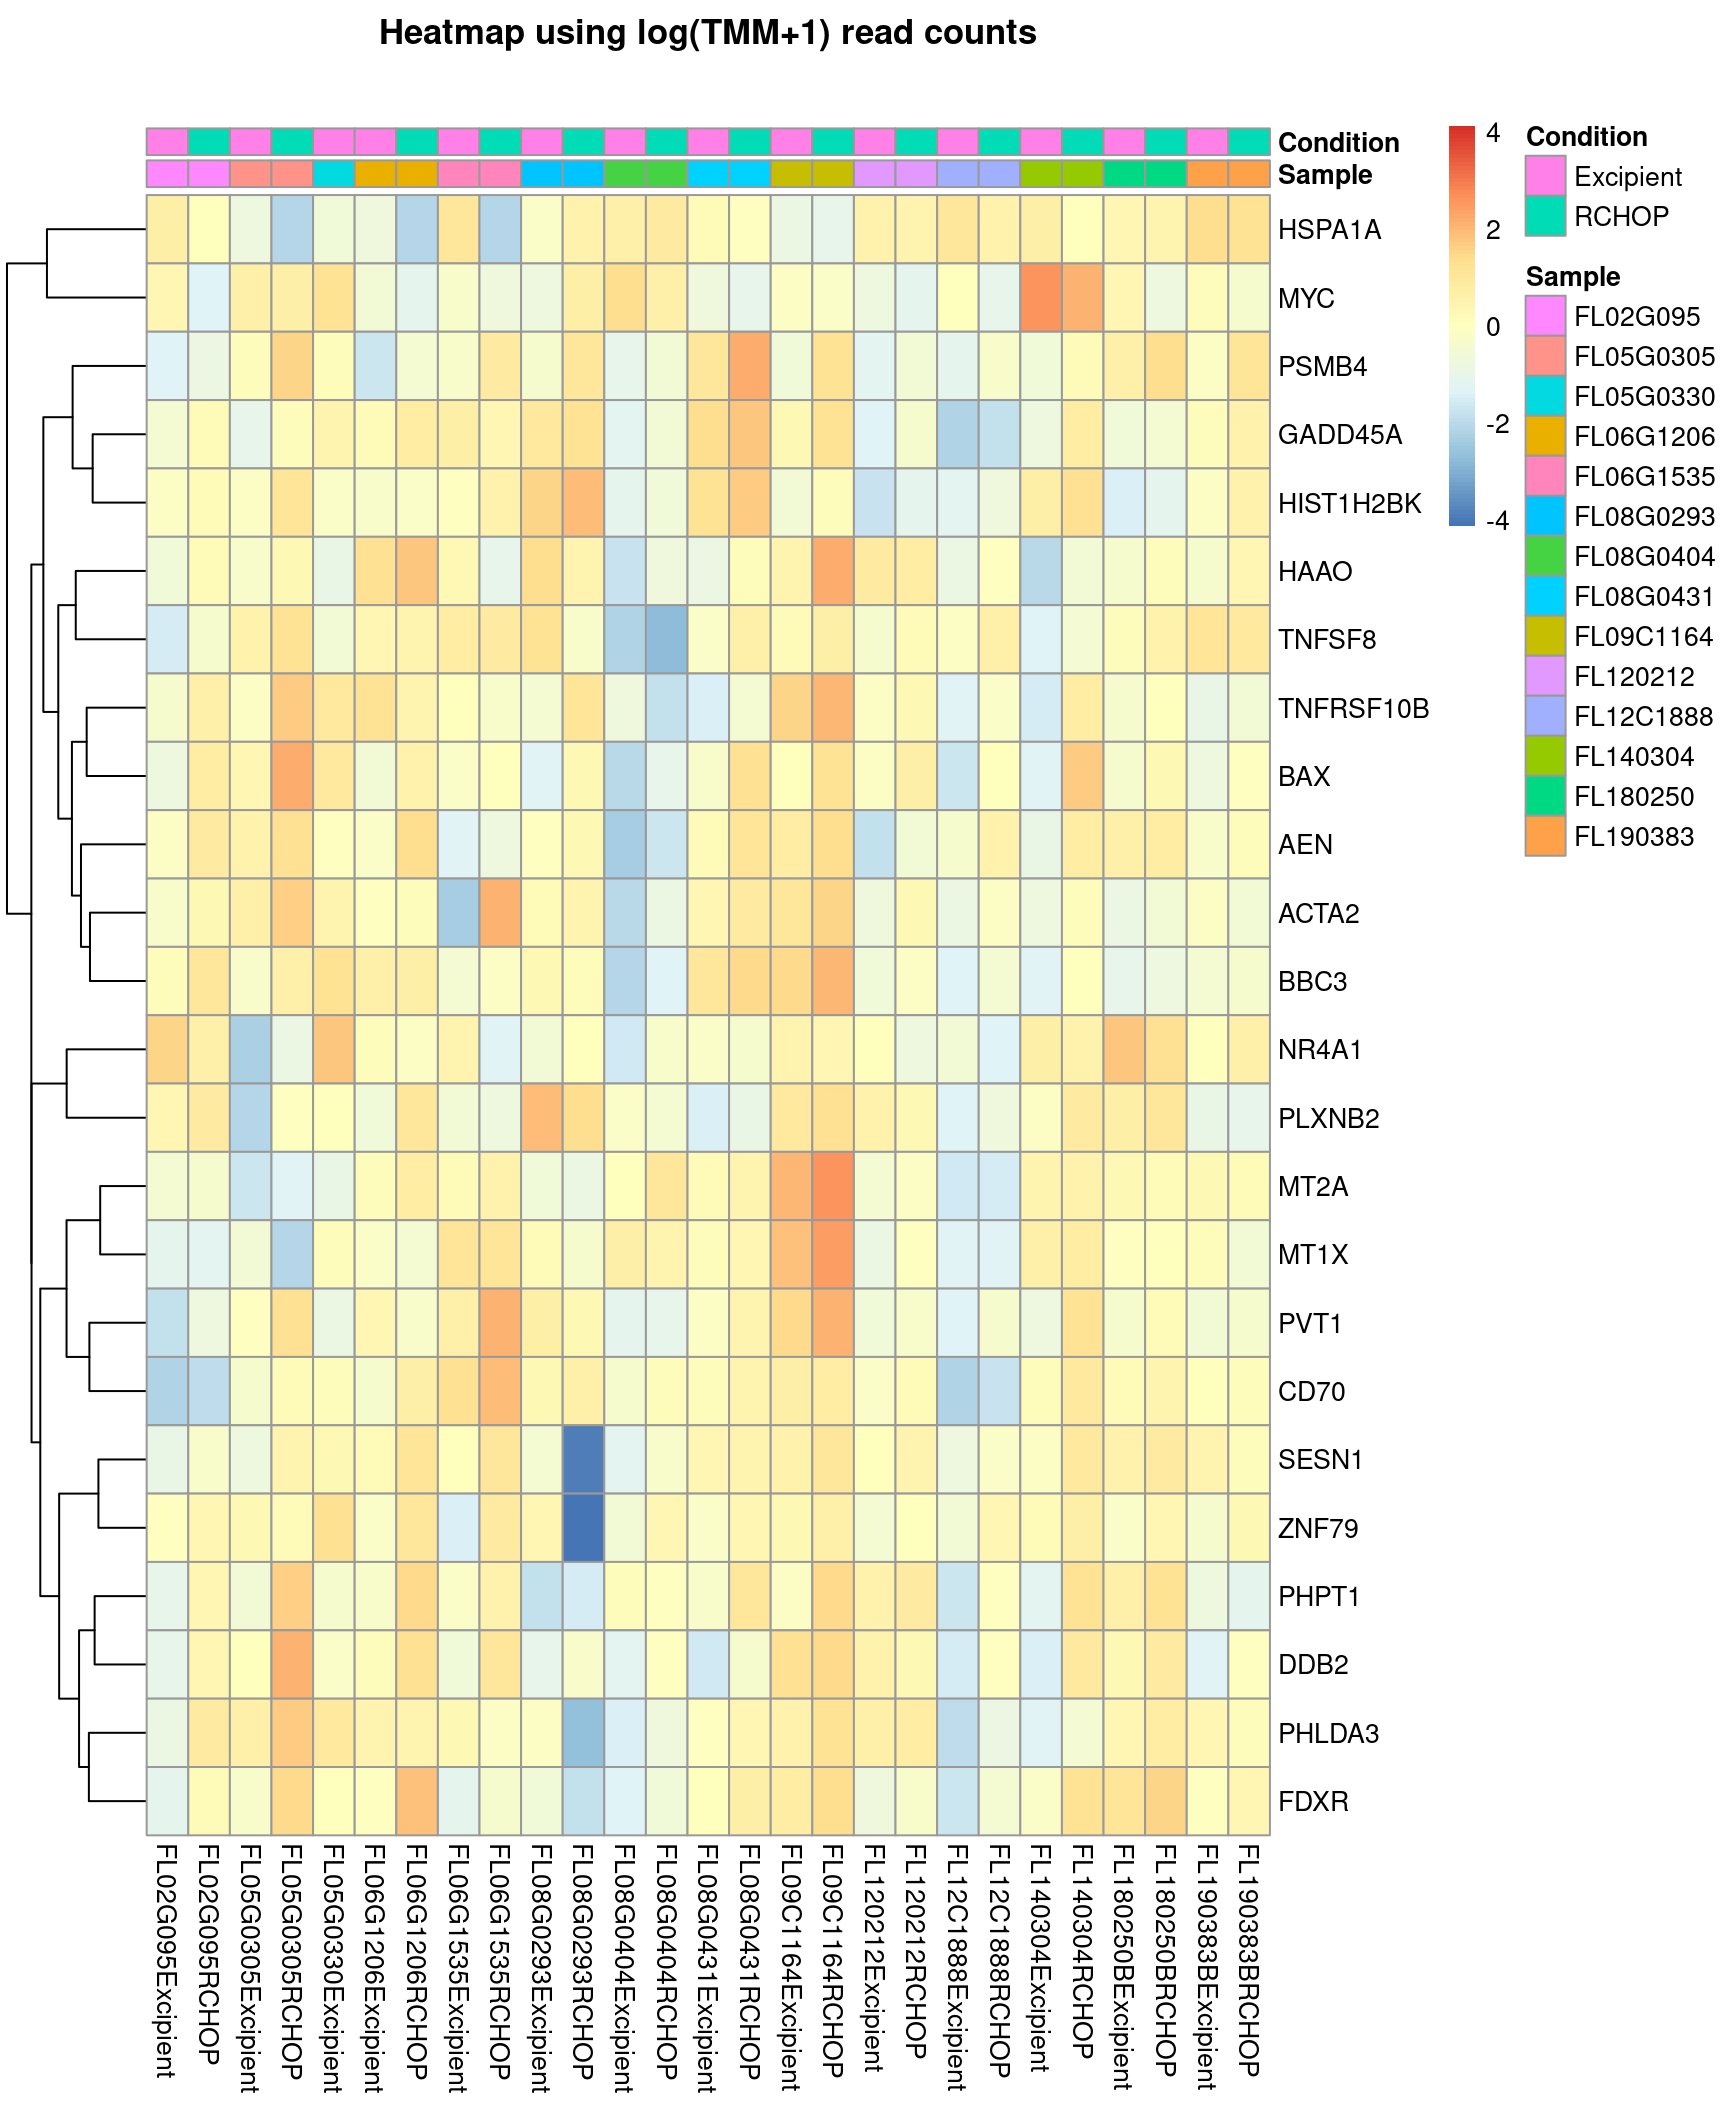 Heatmap using log(TMM+1) read counts
Condition
Sample
HSPA1A
MYC
PSMB4
GADD45A
HIST1H2BK
HAAO
TNFSF8
TNFRSF10B
BAX
AEN
ACTA2
BBC3
NR4A1
PLXNB2
MT2A
MT1X
PVT1
CD70
SESN1
ZNF79
PHPT1
DDB2
PHLDA3
FDXR
FL02G095Excipient
FL02G095RCHOP
FL05G0305Excipient
FL05G0305RCHOP
FL05G0330Excipient
FL06G1206Excipient
FL06G1206RCHOP
FL06G1535Excipient
FL06G1535RCHOP
FL08G0293Excipient
FL08G0293RCHOP
FL08G0404Excipient
FL08G0404RCHOP
FL08G0431Excipient
FL08G0431RCHOP
FL09C1164Excipient
FL09C1164RCHOP
FL120212Excipient
FL120212RCHOP
FL12C1888Excipient
FL12C1888RCHOP
FL140304Excipient
FL140304RCHOP
FL180250BExcipient
FL180250BRCHOP
FL190383BExcipient
FL190383BRCHOP
4
2
0
-2
-4
Condition
Excipient
RCHOP
Sample
FL02G095
FL05G0305
FL05G0330
FL06G1206
FL06G1535
FL08G0293
FL08G0404
FL08G0431
FL09C1164
FL120212
FL12C1888
FL140304
FL180250
FL190383